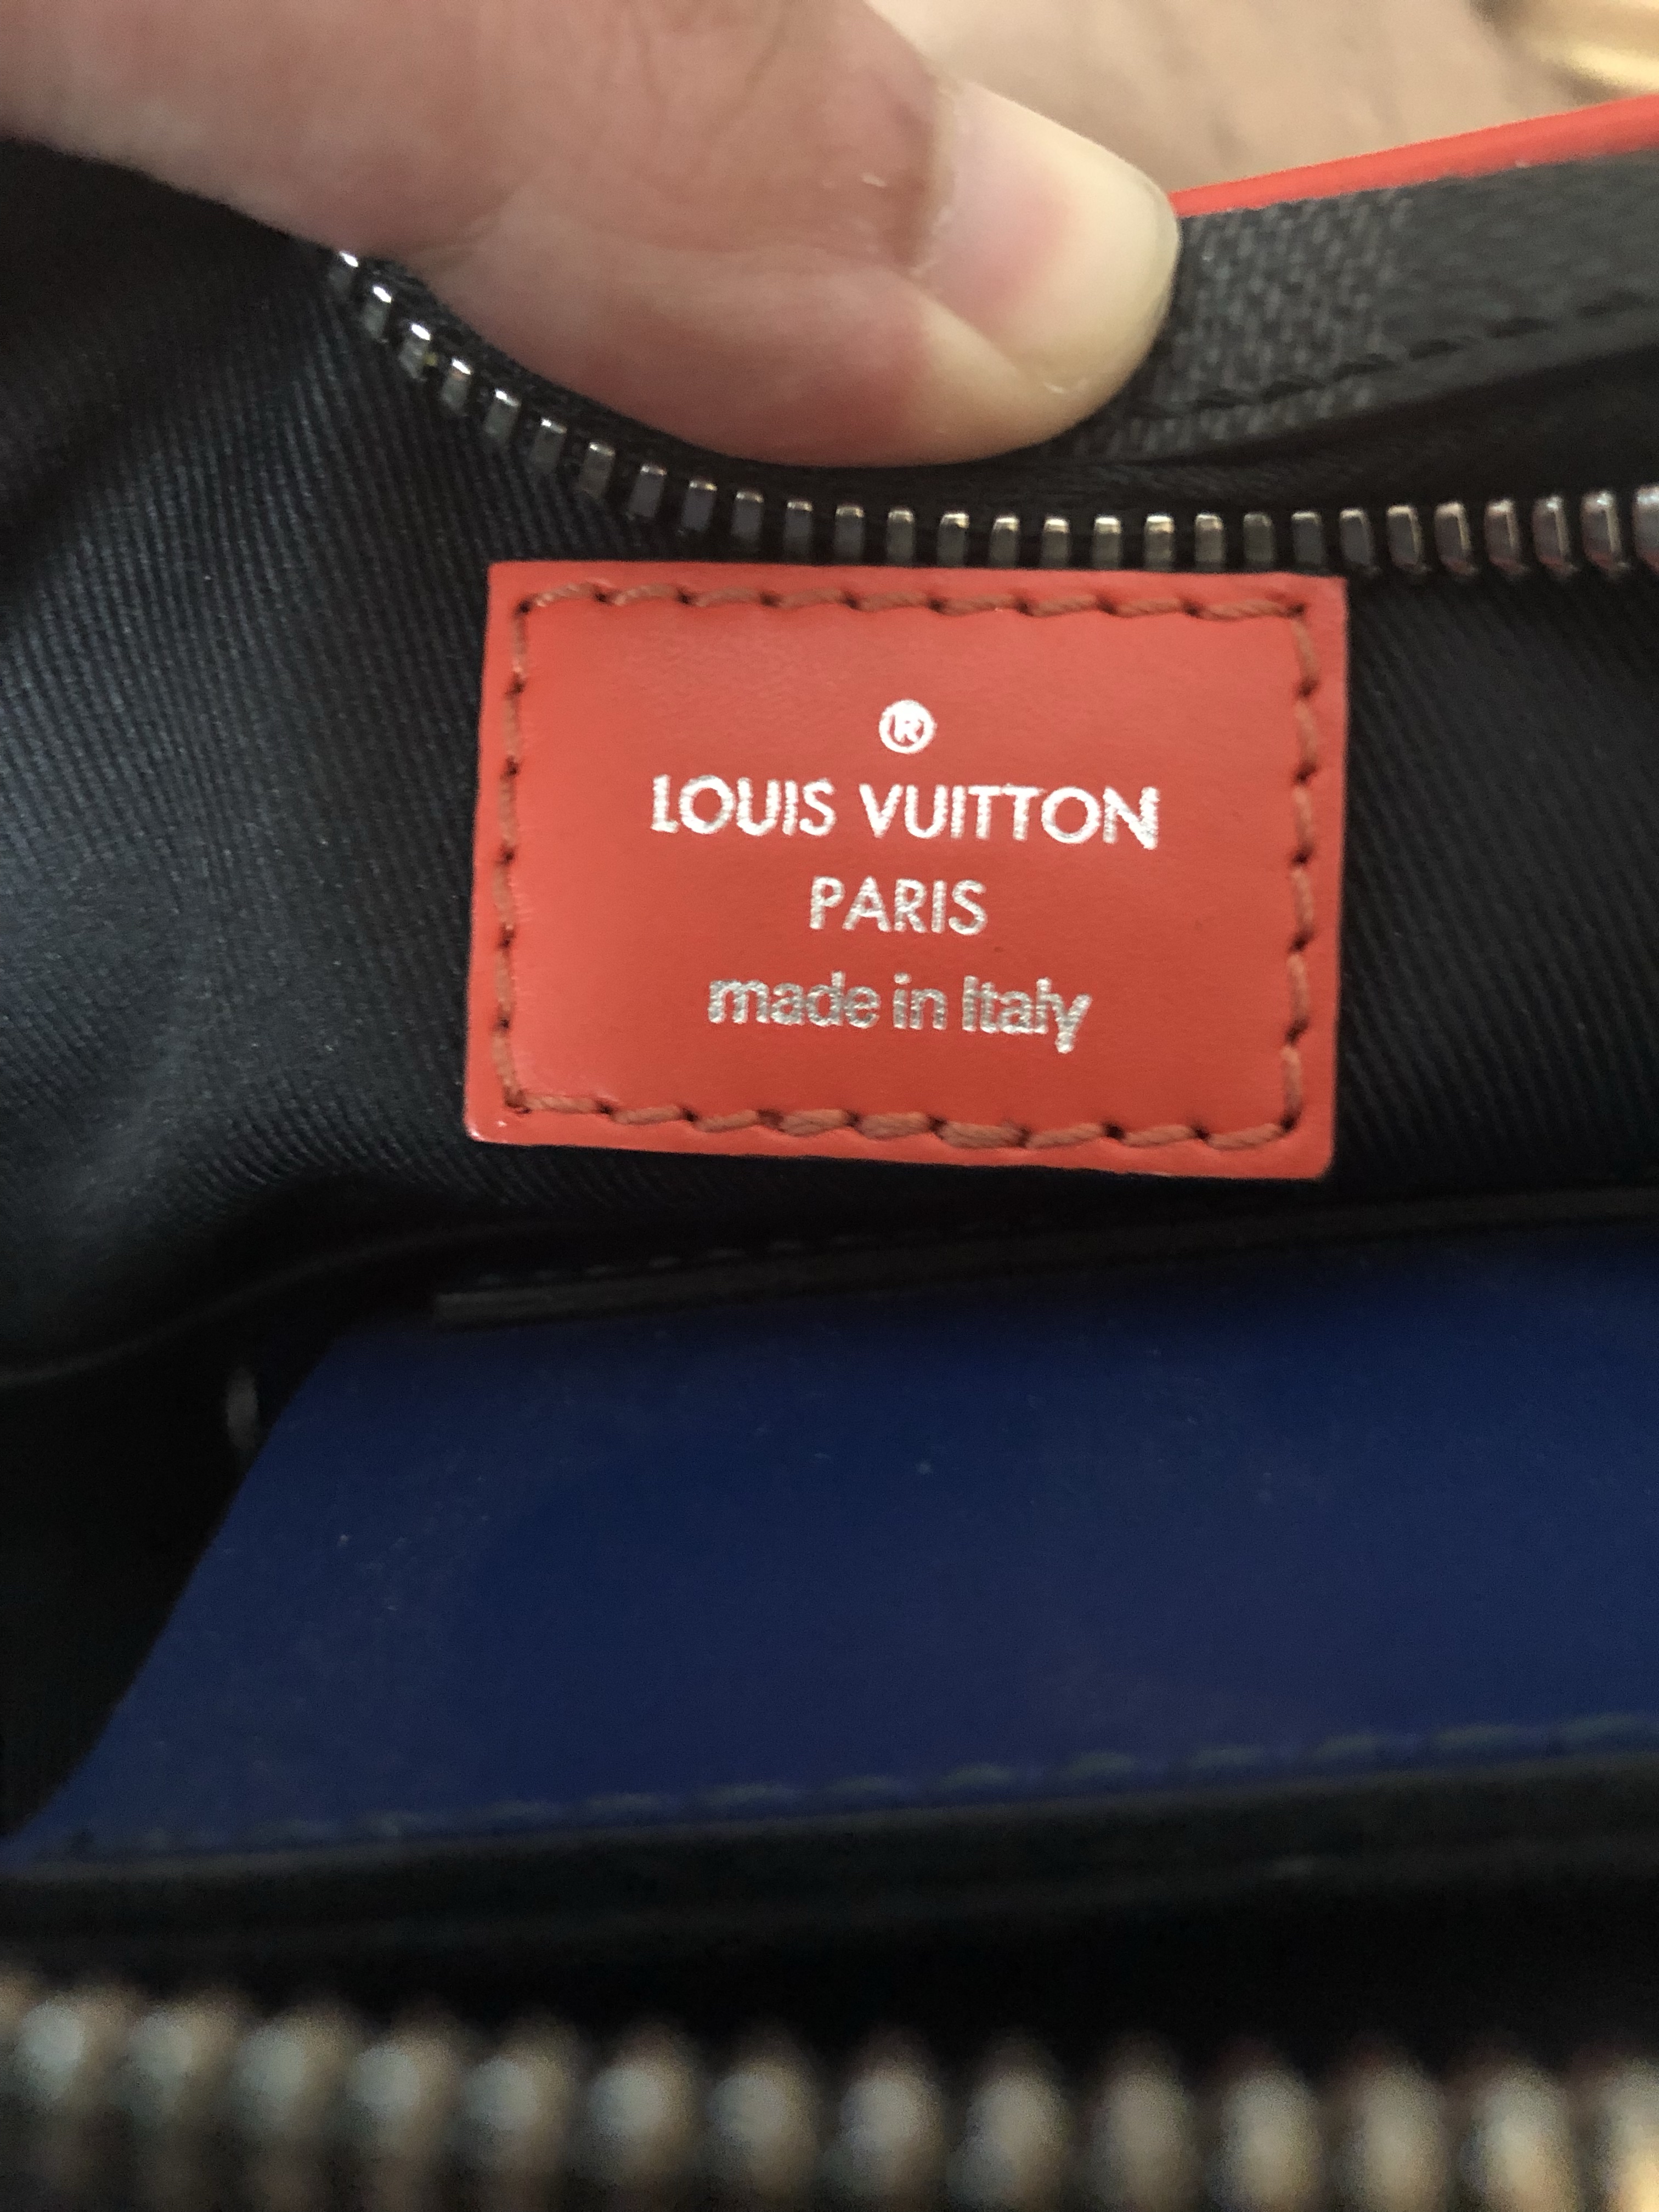 ®
LOUIS VUITTON
PARIS
made in Italy